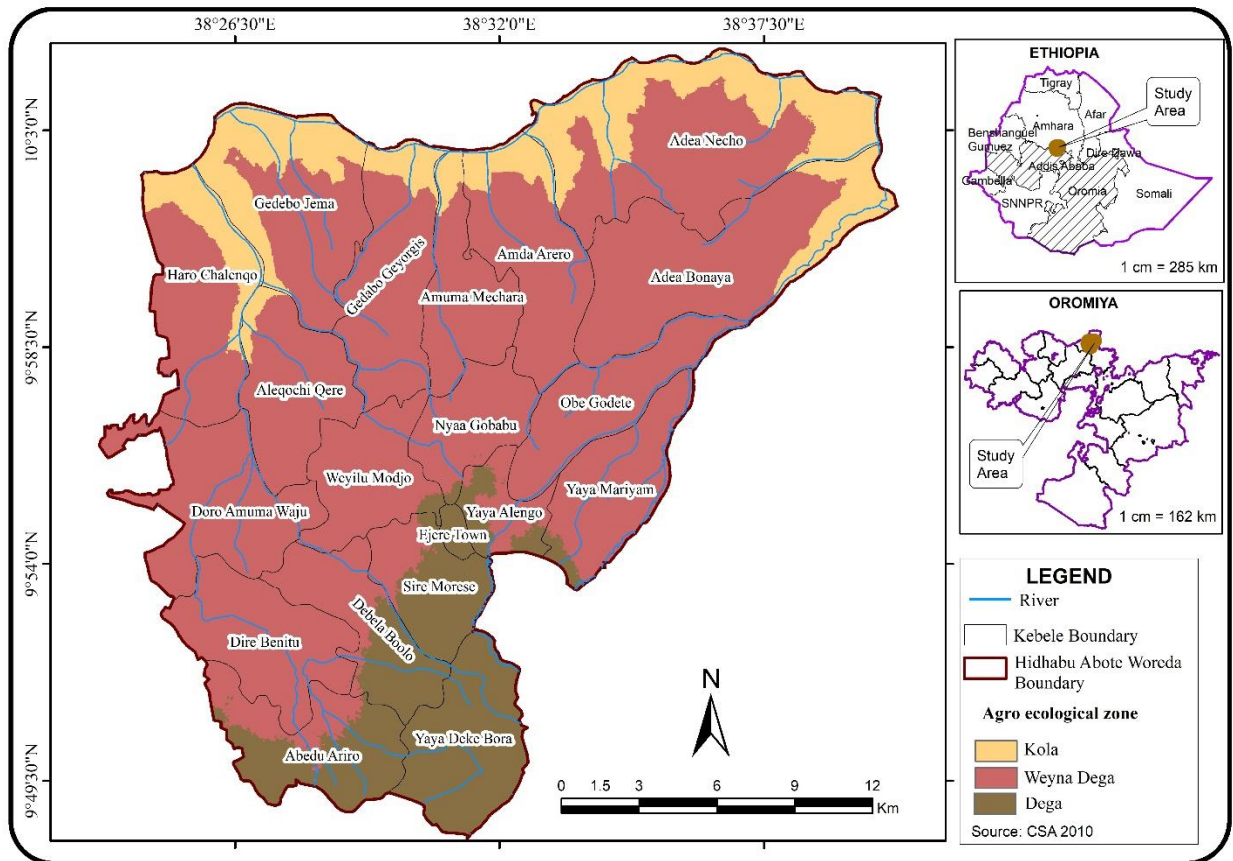 38°26'30"E
38°32'0"E
38°37'30"E
10°3'0"N
9°58'30"N
9°54'0"N
9°49'30"N
Adea Necho
Gedebo Jema
Gedabo Geyorgis
Amda Arero
Haro Chalenqo
Amuma Mechara
Adea Bonaya
Aleqochi Qere
Obe Godete
Nyaa Gobabu
Weyilu Modjo
Yaya Mariyam
Doro Amuma Waju
Yaya Alengo
Ejere Town
Sire Morese
Debela Boolo
Dire Benitu
Yaya Deke Bora
Abedu Ariro
N
0 1.5 3 6 9 12
Km
ETHIOPIA
Tigray
Study
Area
Afar
Amhara
Benshanguel
Gumuez
Dire-Dawa
Addis Ababa
Gambella
Oromia
Somali
SNNPR
1 cm = 285 km
OROMIYA
Study
Area
1 cm = 162 km
LEGEND
River
Kebele Boundary
Hidhabu Abote Woreda
Boundary
Agro ecological zone
Kola
Weyna Dega
Dega
Source: CSA 2010